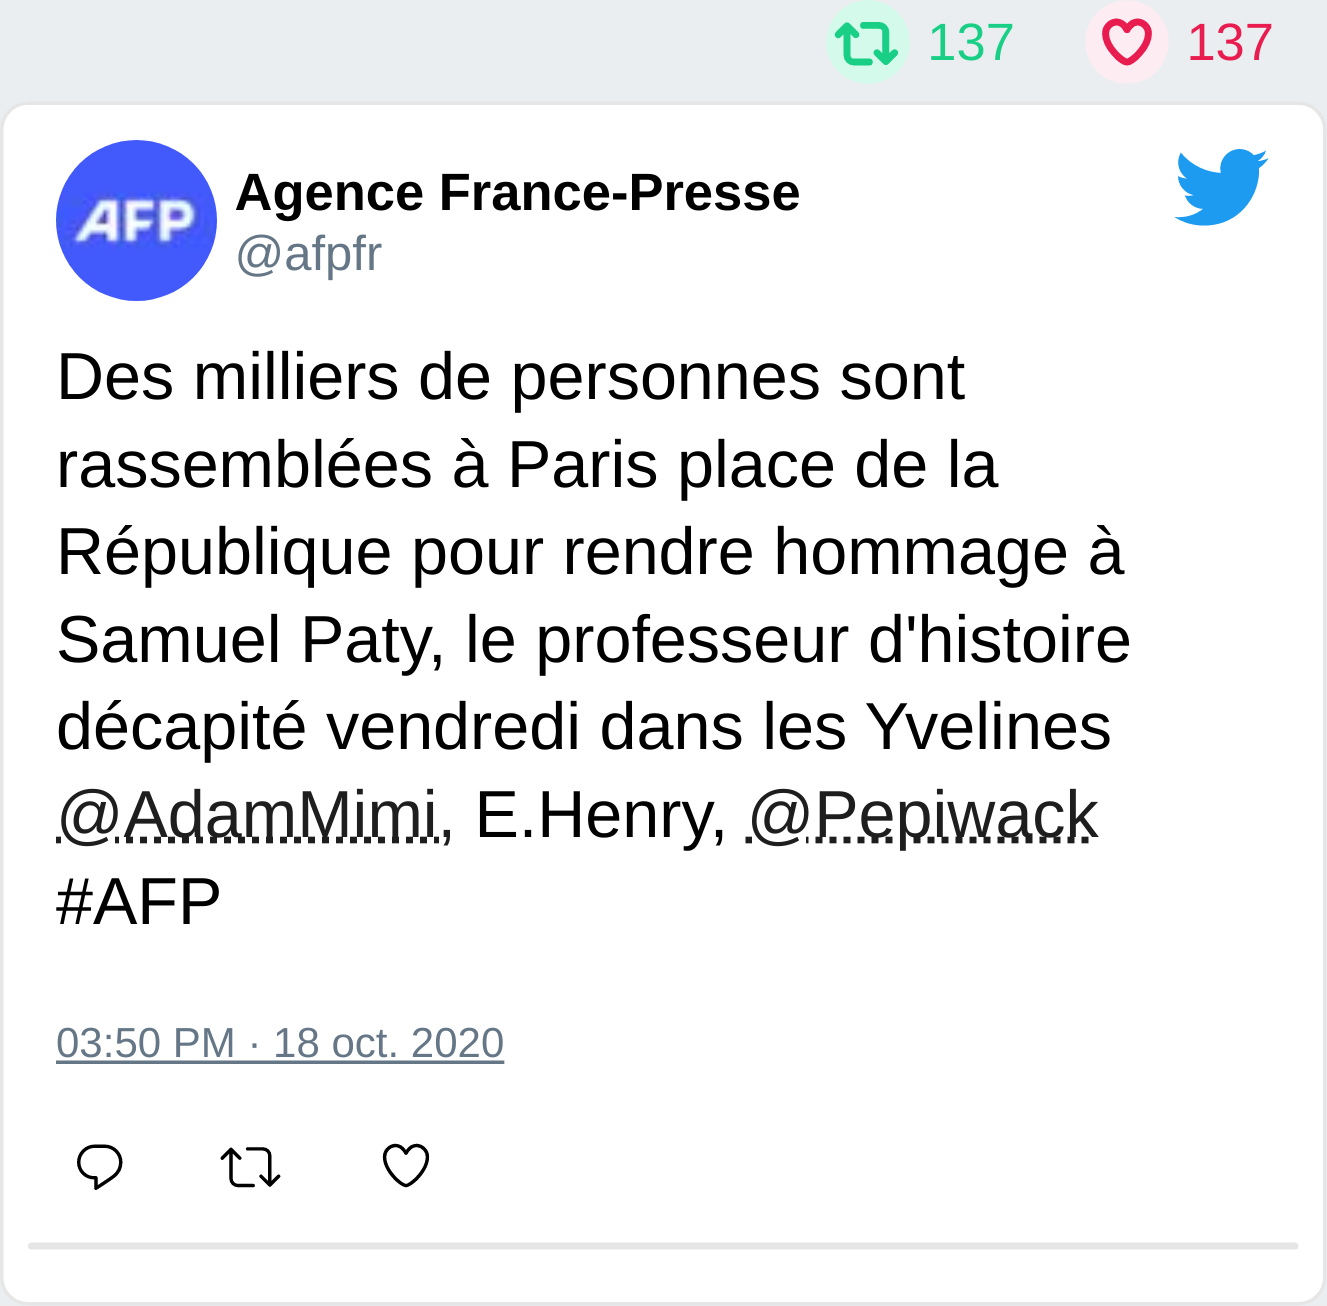 137 137
AFP
Agence France-Presse
@afpfr
Des milliers de personnes sont
rassemblées à Paris place de la
République pour rendre hommage à
Samuel Paty, le professeur d'histoire
décapité vendredi dans les Yvelines
@AdamMimi, E.Henry, @Pepiwack
#AFP
03:50 PM · 18 oct. 2020